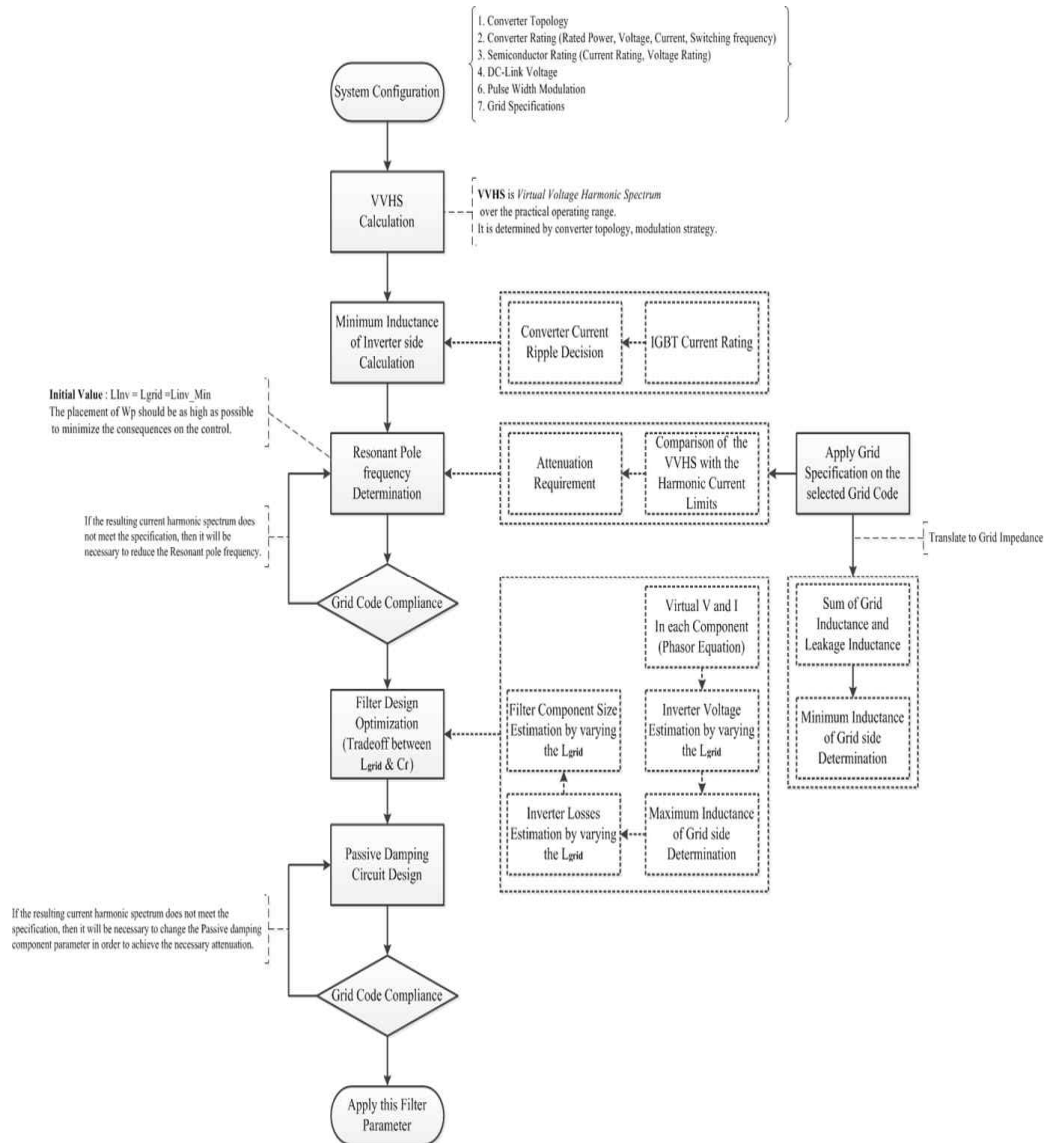 1. Converter Topology
2. Converter Rating (Rated Power, Voltage, Current, Switching frequency)
3. Semiconductor Rating (Current Rating, Voltage Rating)
4. DC-Link Voltage
6. Pulse Width Modulation
7. Grid Specifications
System Configuration
VVHS
Calculation
VVHS is Virtual Voltage Harmonic Spectrum
over the practical operating range.
It is determined by converter topology, modulation strategy.
Minimum Inductance
of Inverter side
Calculation
Converter Current
Ripple Decision
IGBT Current Rating
Initial Value : LInv = Lgrid =Linv_Min
The placement of Wp should be as high as possible
to minimize the consequences on the control.
Resonant Pole
frequency
Determination
Attenuation
Requirement
Comparison of the
VVHS with the
Harmonic Current
Limits
Apply Grid
Specification on the
selected Grid Code
If the resulting current harmonic spectrum does
not meet the specification, then it will be
necessary to reduce the Resonant pole frequency.
Translate to Grid Impedance
Grid Code Compliance
Virtual V and I
In each Component
(Phasor Equation)
Sum of Grid
Inductance and
Leakage Inductance
Filter Design
Optimization
(Tradeoff between
Lgrid & Cf)
Filter Component Size
Estimation by varying
the Lgrid
Inverter Voltage
Estimation by varying
the Lgrid
Minimum Inductance
of Grid side
Determination
Inverter Losses
Estimation by varying
the Lgrid
Maximum Inductance
of Grid side
Determination
Passive Damping
Circuit Design
If the resulting current harmonic spectrum does not meet the
specification, then it will be necessary to change the Passive damping
component parameter in order to achieve the necessary attenuation.
Grid Code Compliance
Apply this Filter
Parameter